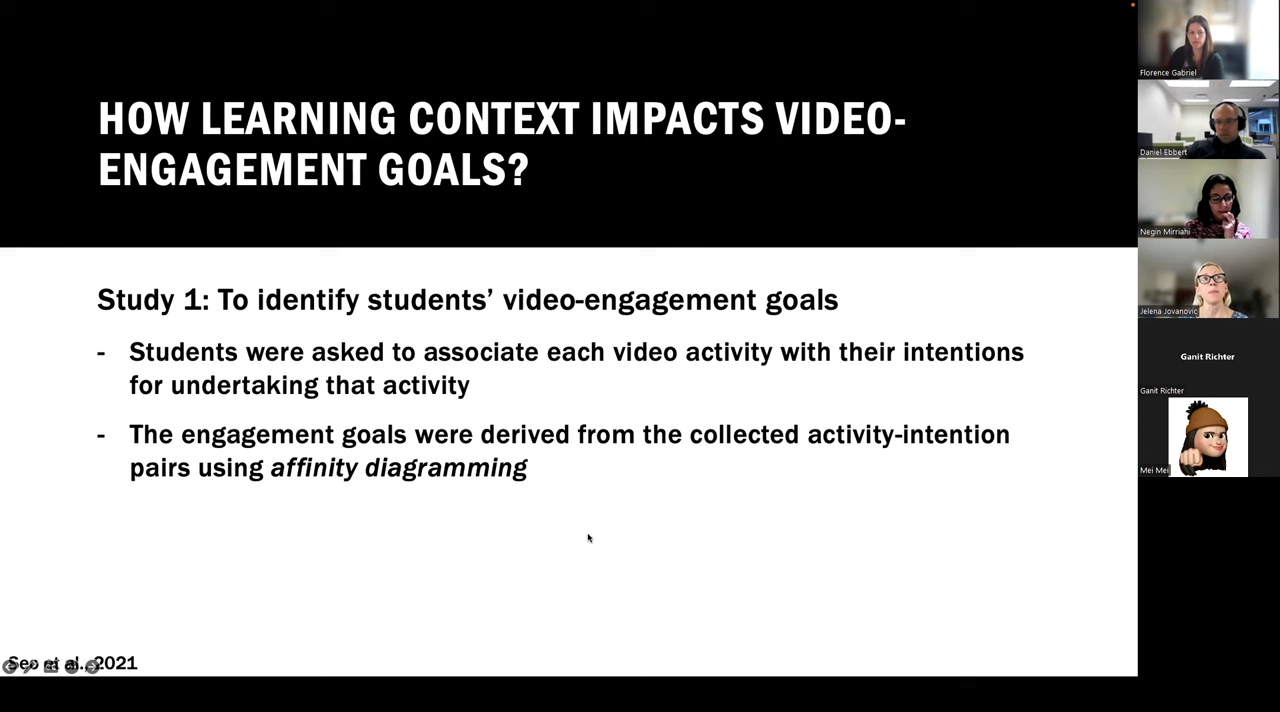 HOW LEARNING CONTEXT IMPACTS VIDEO-
ENGAGEMENT GOALS?
Study 1: To identify students’ video-engagement goals
- Students were asked to associate each video activity with their intentions
for undertaking that activity
- The engagement goals were derived from the collected activity-intention
pairs using affinity diagramming
Seo et al., 2021
Florence Gabriel
Daniel Ebbert
Negin Mirriahi
Jelena Jovanovic
Ganit Richter
Ganit Richter
Mei Mei